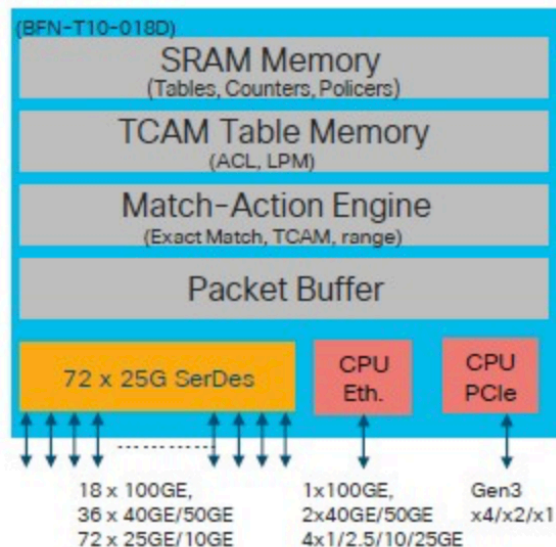 (BFN-T10-018D)
SRAM Memory
(Tables, Counters, Policers)
TCAM Table Memory
(ACL, LPM)
Match-Action Engine
(Exact Match, TCAM, range)
Packet Buffer
72 x 25G SerDes
CPU
Eth.
CPU
PCIe
18 x 100GE,
36 x 40GE/50GE
72 x 25GE/10GE
1x100GE,
2x40GE/50GE
4x1/2.5/10/25GE
Gen3
x4/x2/x1